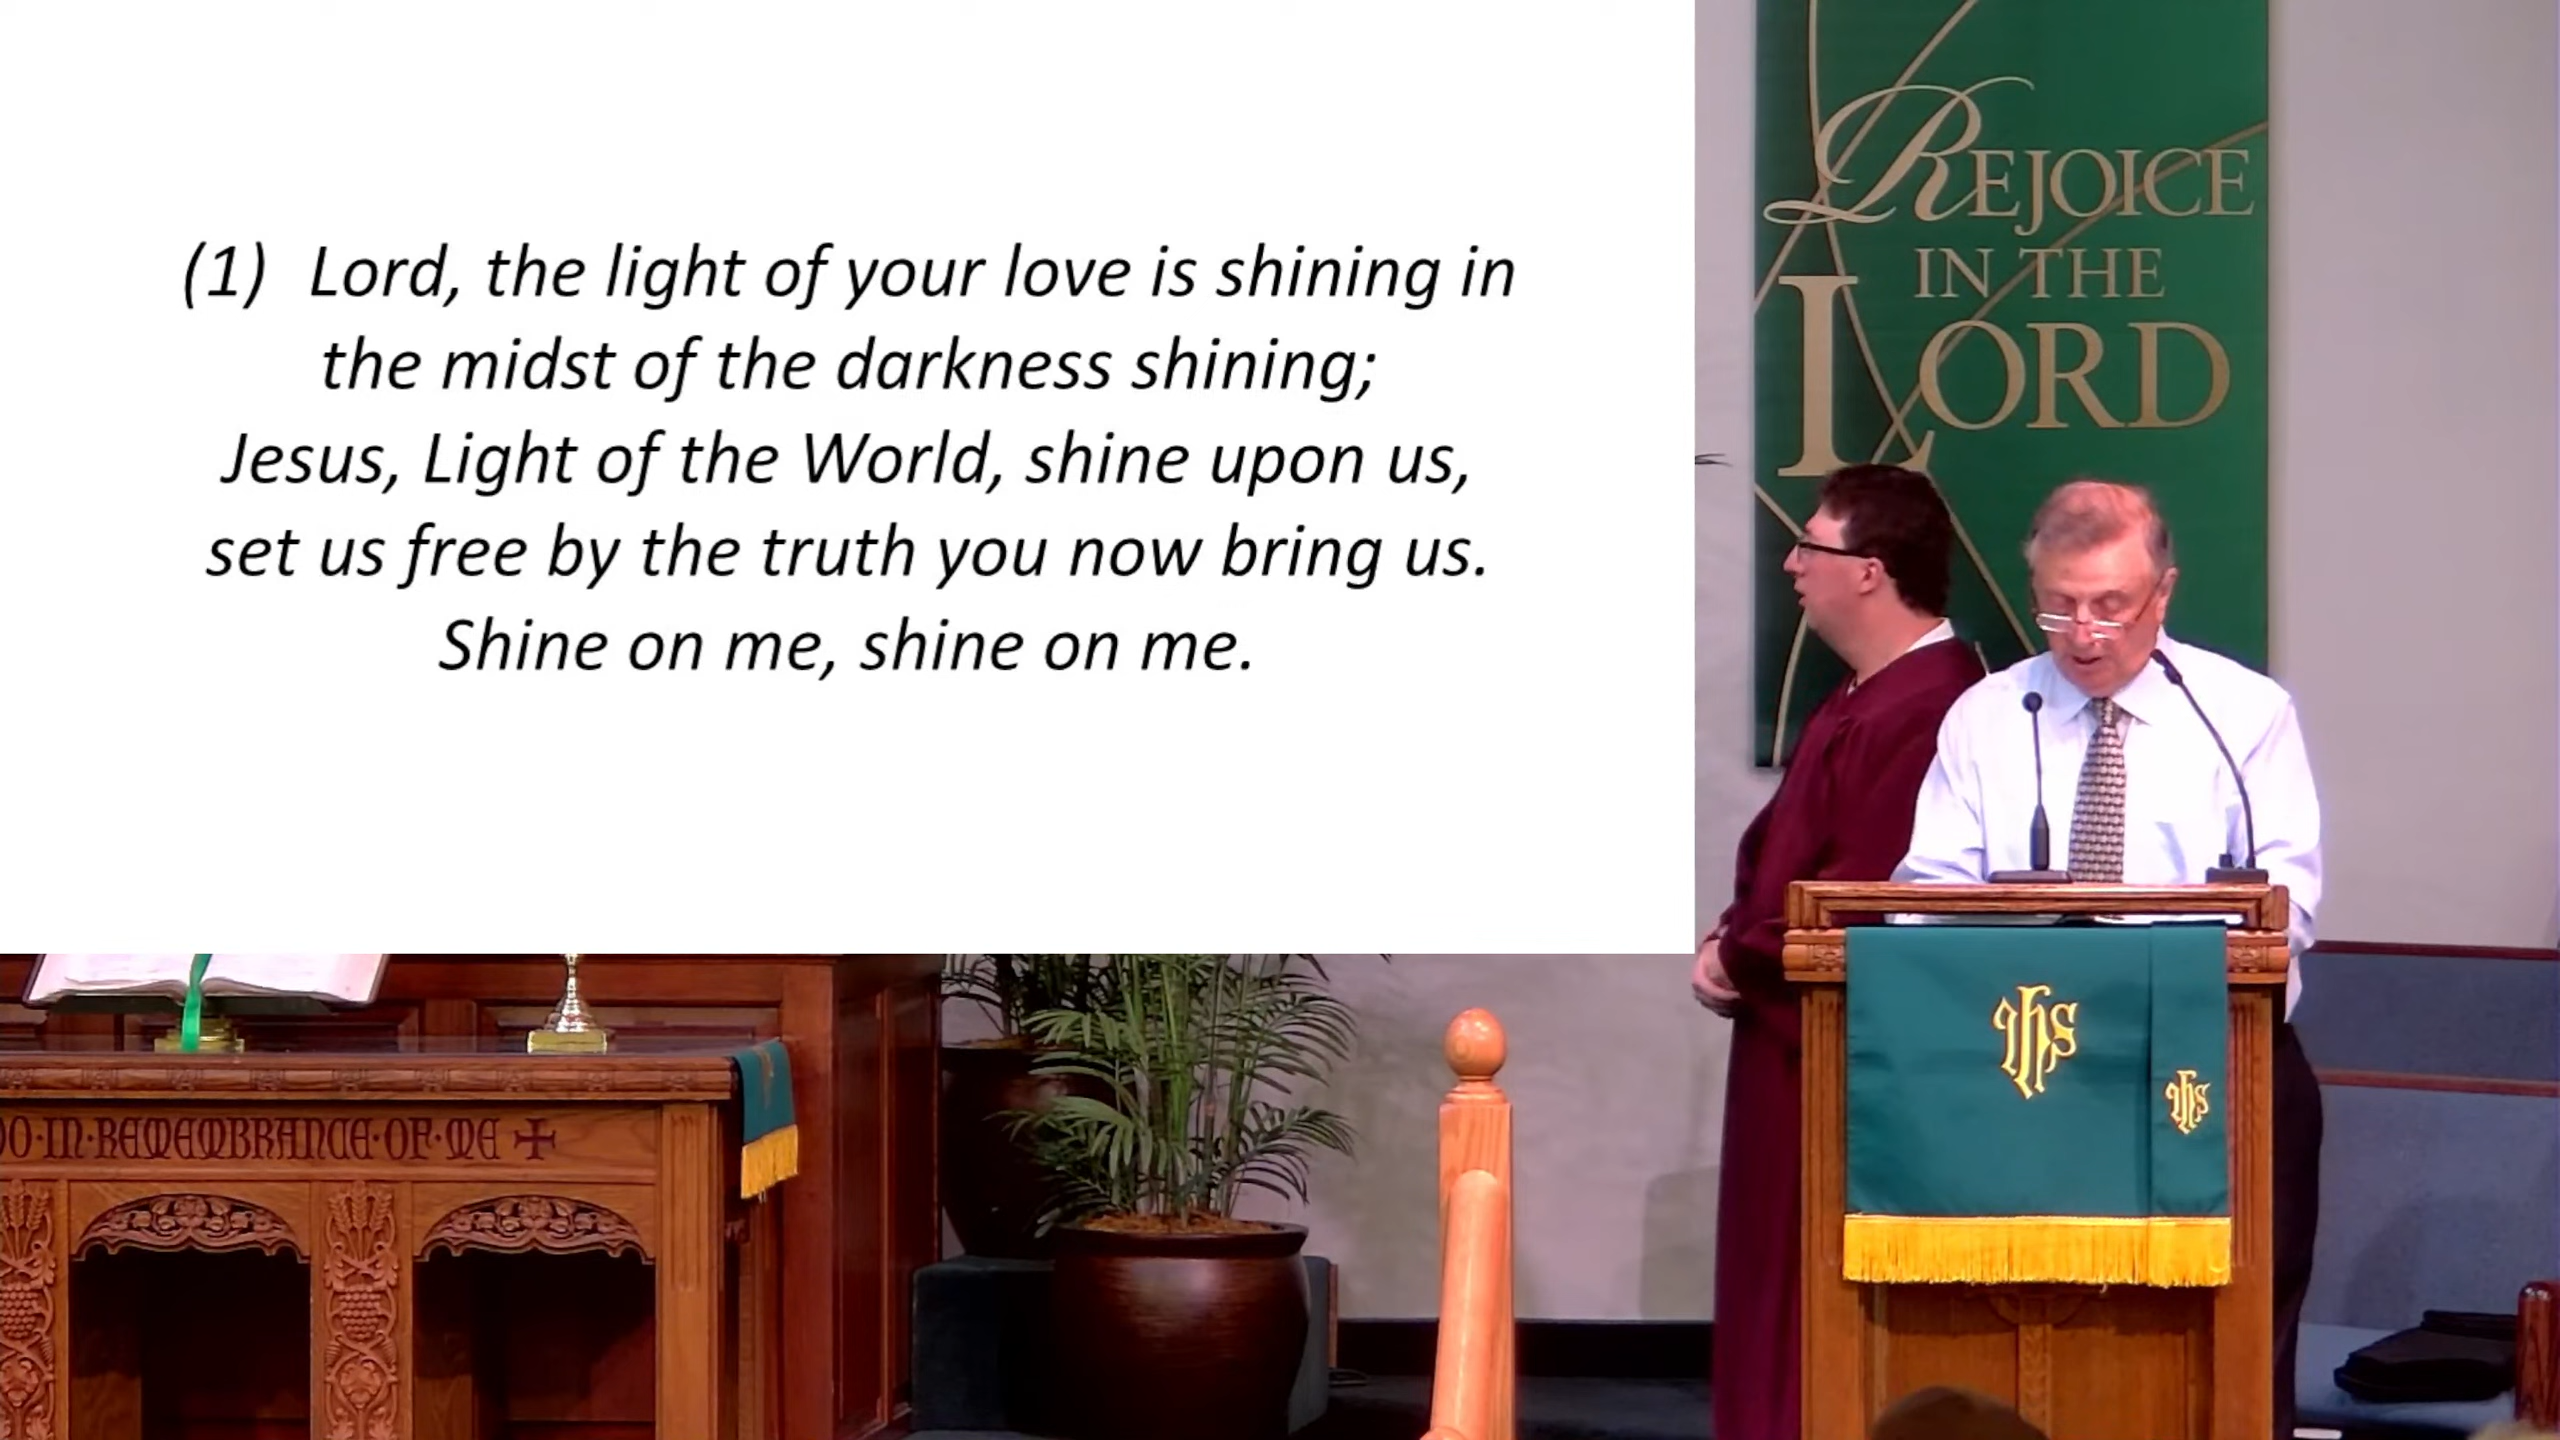 (1) Lord, the light of your love is shining in
the midst of the darkness shining;
Jesus, Light of the World, shine upon us,
set us free by the truth you now bring us.
Shine on me, shine on me.
REJOICE
IN THE
LORD
IHS
IHS
DO·IN·REMEMBRANCE·OF·ME